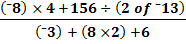 (⁻8) × 4 + 156 ÷ (2 of ⁻13)
(⁻3) + (8 × 2) + 6